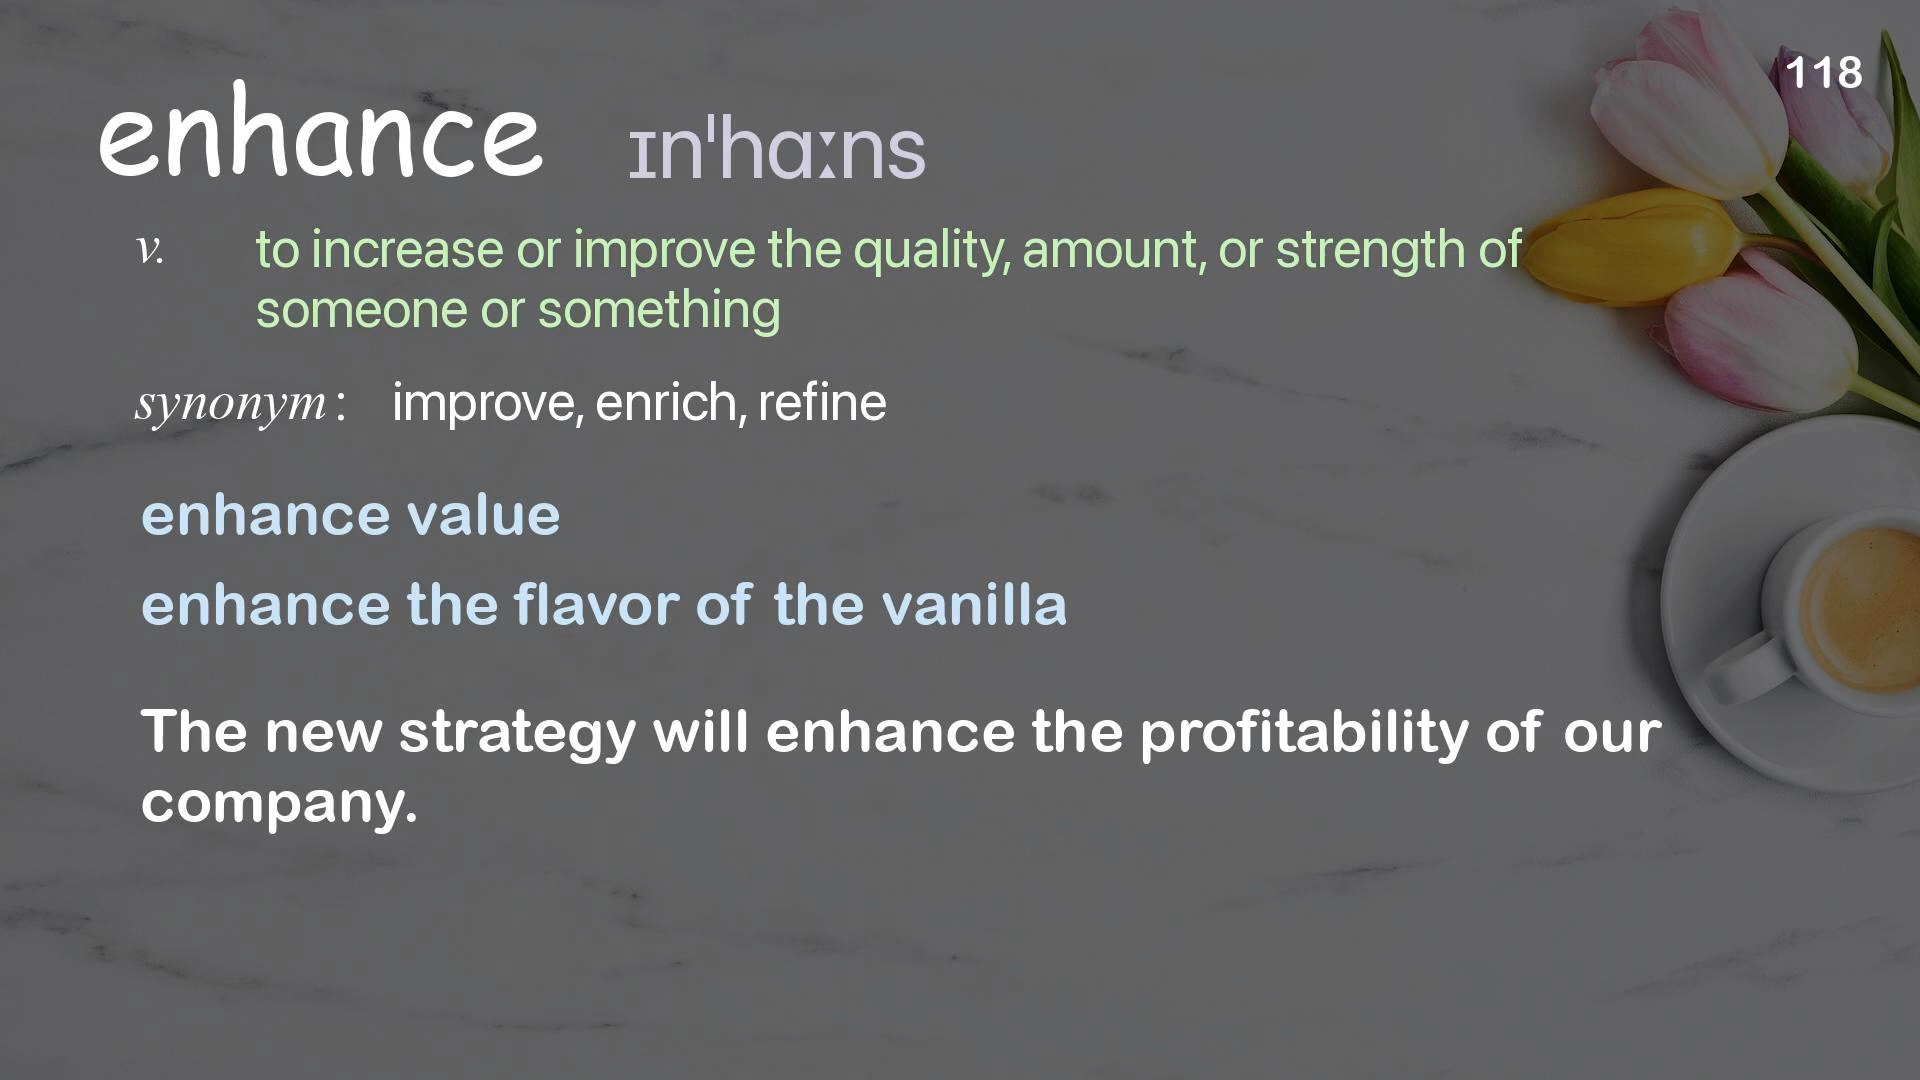 118
enhance ɪnˈhɑːns
v. to increase or improve the quality, amount, or strength of
someone or something
synonym: improve, enrich, refine
enhance value
enhance the flavor of the vanilla
The new strategy will enhance the profitability of our
company.